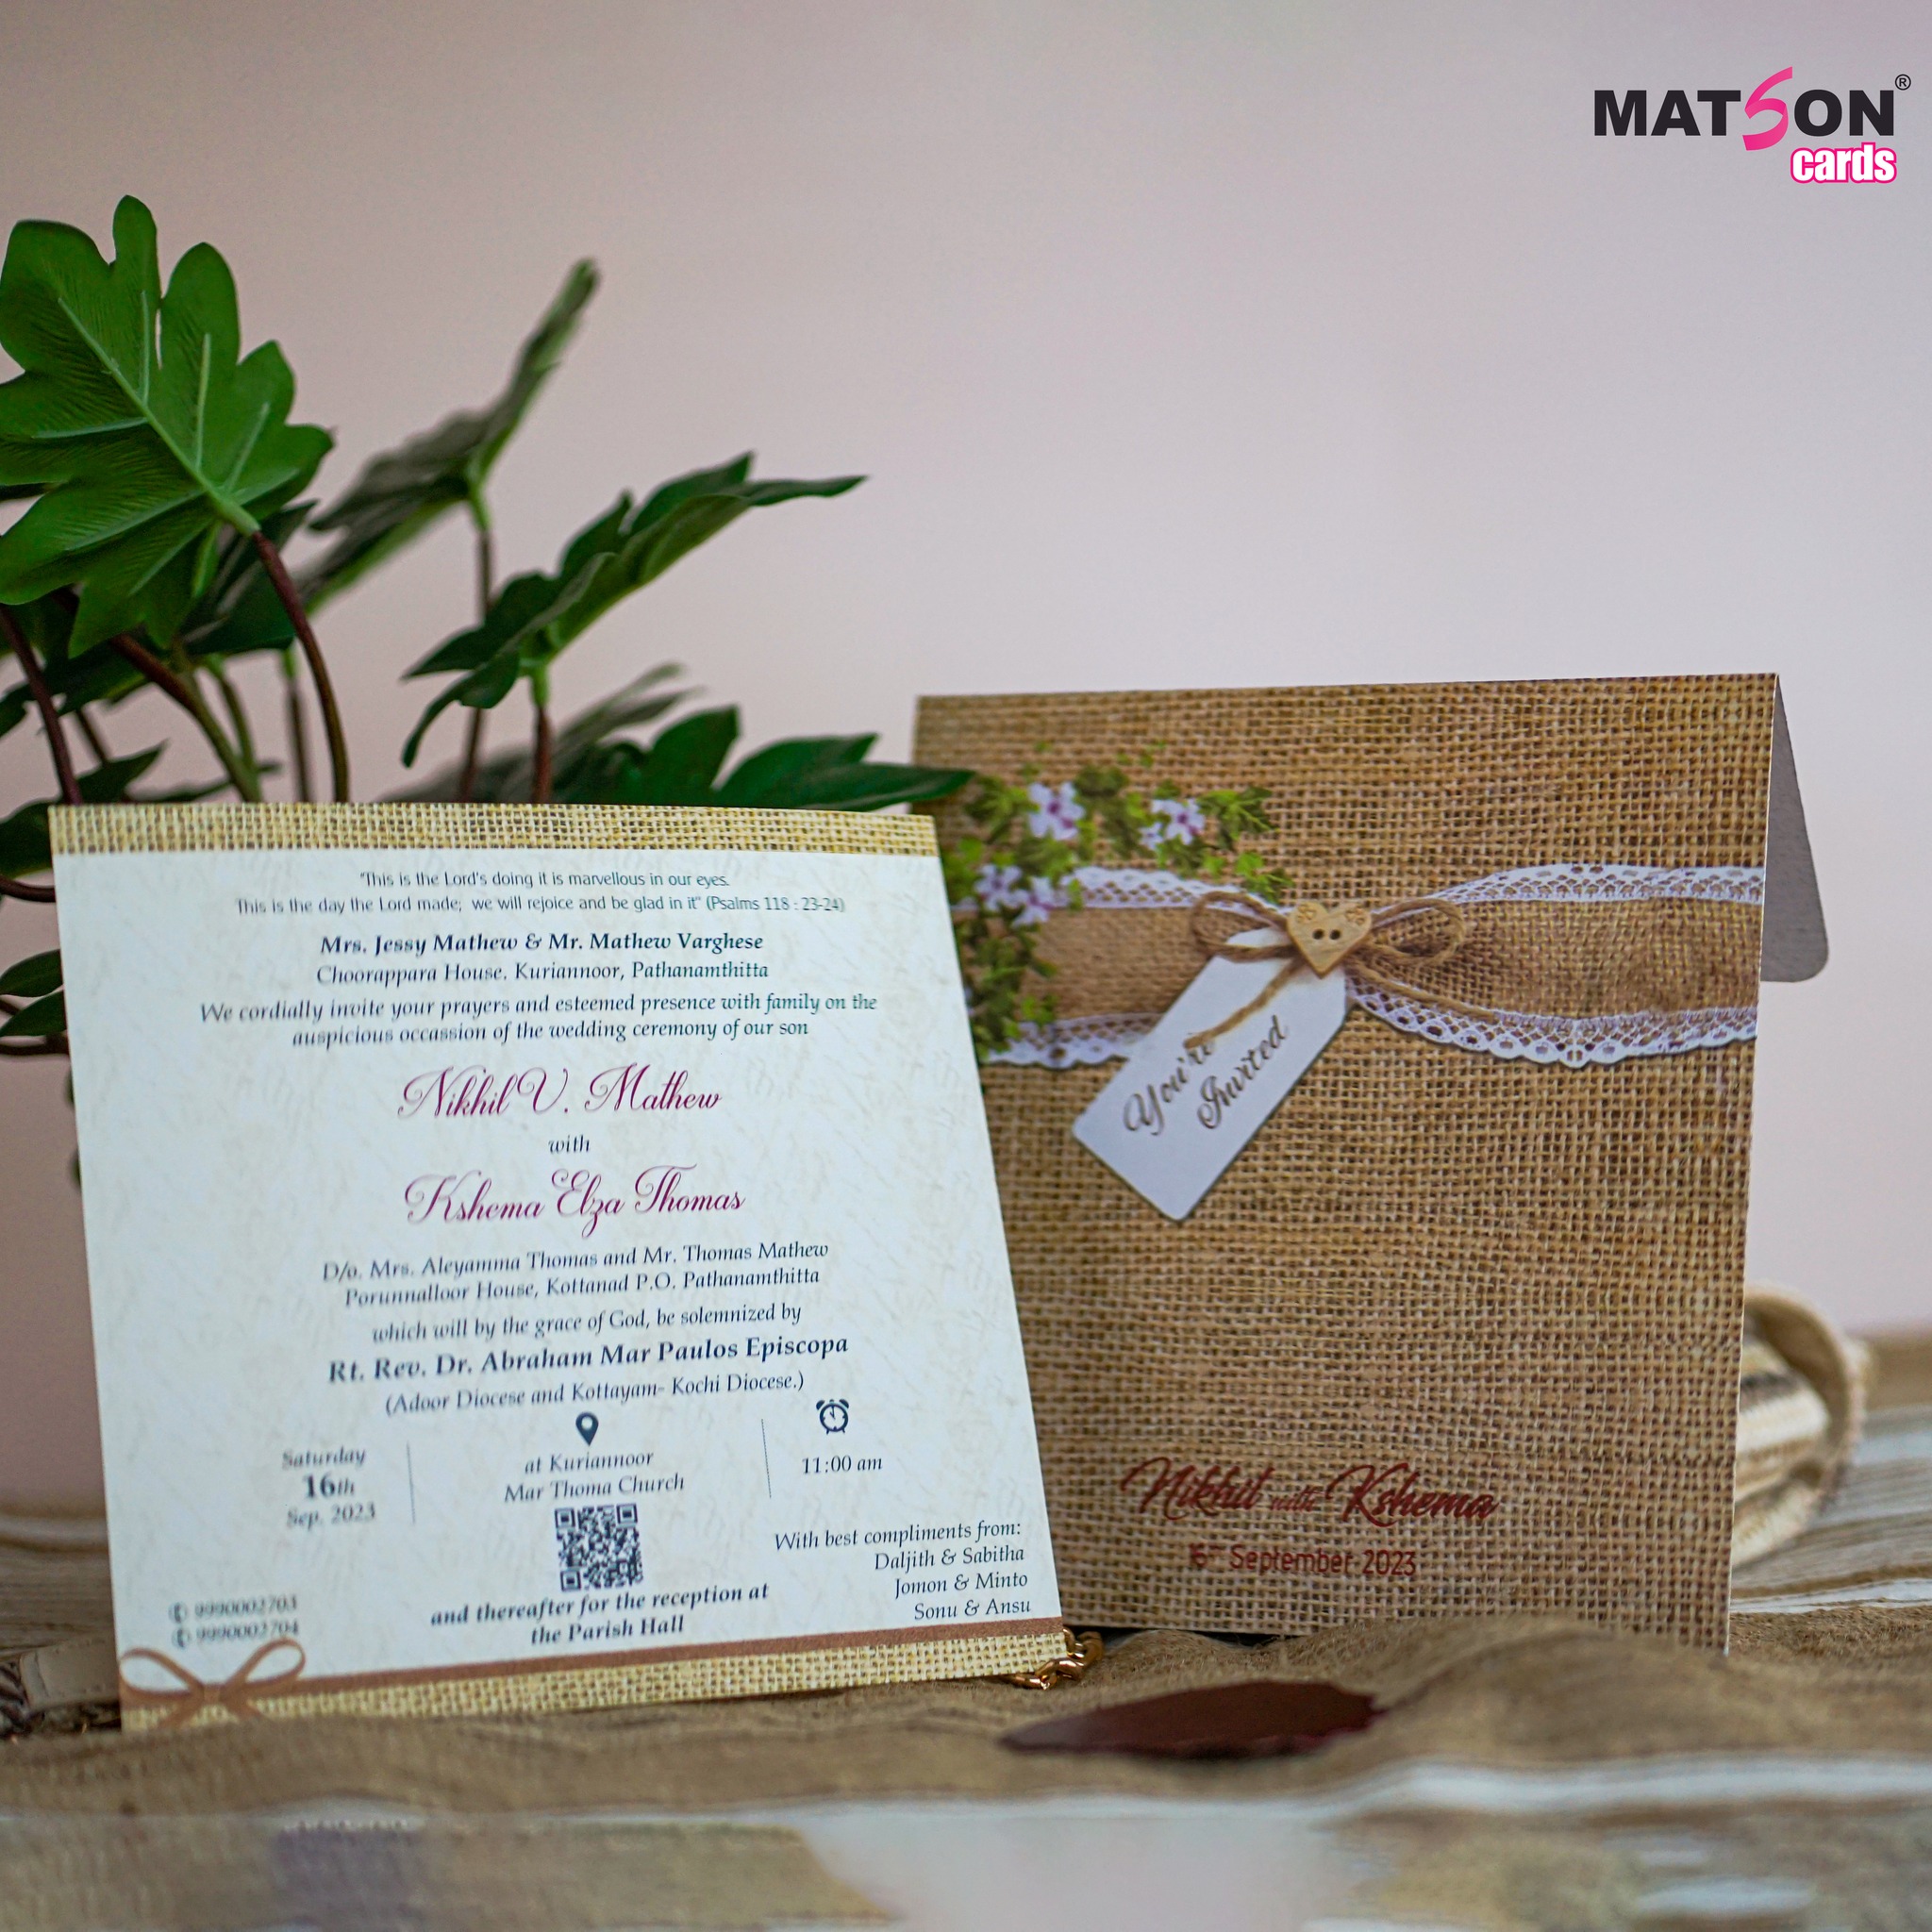 MATSON®
cards
"This is the Lord's doing it is marvellous in our eyes.
This is the day the Lord made; we will rejoice and be glad in it" (Psalms 118 : 23-24)
Mrs. Jessy Mathew & Mr. Mathew Varghese
Choorappara House. Kuriannoor, Pathanamthitta
We cordially invite your prayers and esteemed presence with family on the
auspicious occassion of the wedding ceremony of our son
Nikhil V. Mathew
with
Kshema Elza Thomas
D/o. Mrs. Aleyamma Thomas and Mr. Thomas Mathew
Porunnalloor House, Kottanad P.O. Pathanamthitta
which will by the grace of God, be solemnized by
Rt. Rev. Dr. Abraham Mar Paulos Episcopa
(Adoor Diocese and Kottayam- Kochi Diocese.)
Saturday
16th
Sep. 2023
at Kuriannoor
Mar Thoma Church
11:00 am
and thereafter for the reception at
the Parish Hall
9990002703
9990002704
With best compliments from:
Daljith & Sabitha
Jomon & Minto
Sonu & Ansu
You're
Invited
Nikhil with Kshema
16th September 2023